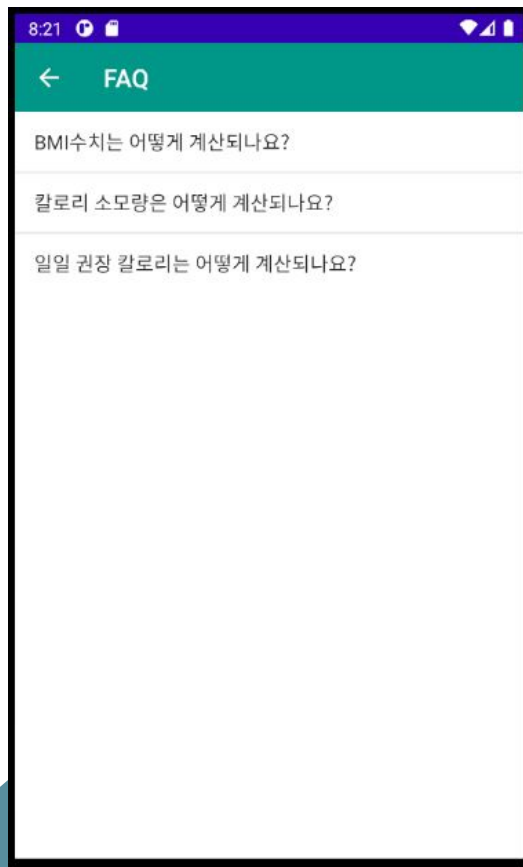 8:21
FAQ
BMI수치는 어떻게 계산되나요?
칼로리 소모량은 어떻게 계산되나요?
일일 권장 칼로리는 어떻게 계산되나요?